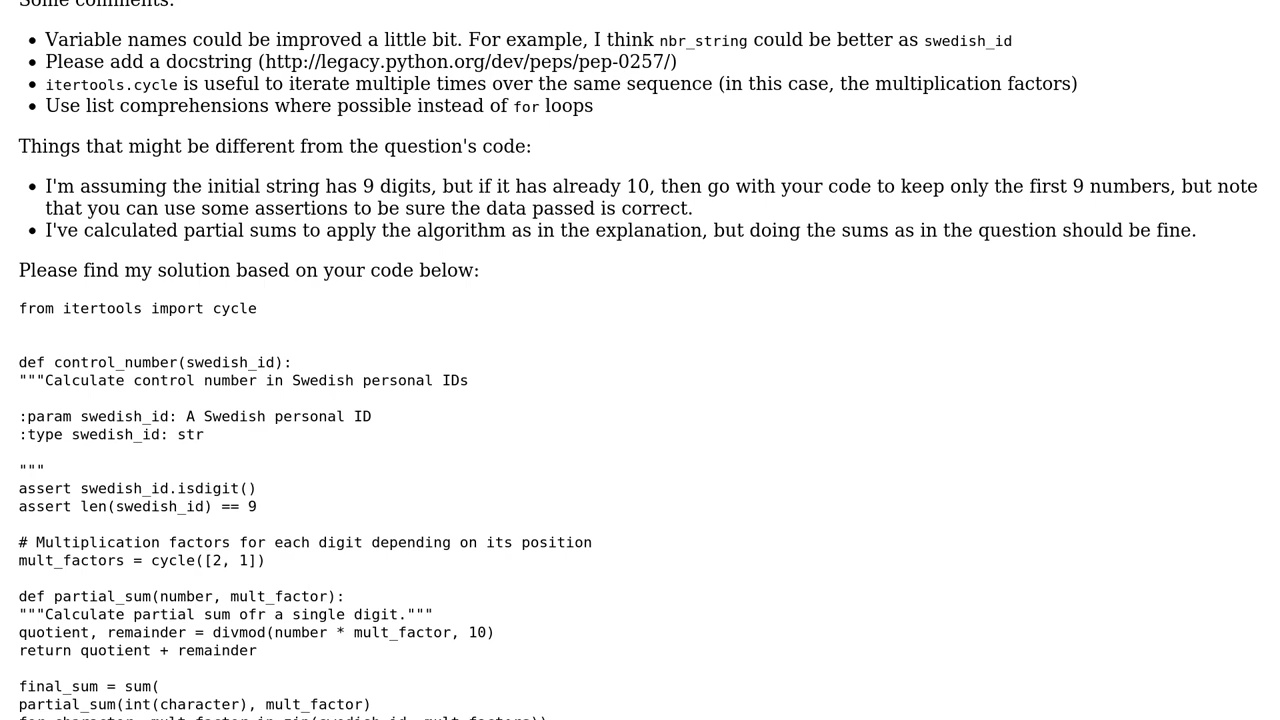 Some comments:
Variable names could be improved a little bit. For example, I think nbr_string could be better as swedish_id
Please add a docstring (http://legacy.python.org/dev/peps/pep-0257/)
itertools.cycle is useful to iterate multiple times over the same sequence (in this case, the multiplication factors)
Use list comprehensions where possible instead of for loops
Things that might be different from the question's code:
I'm assuming the initial string has 9 digits, but if it has already 10, then go with your code to keep only the first 9 numbers, but note
that you can use some assertions to be sure the data passed is correct.
I've calculated partial sums to apply the algorithm as in the explanation, but doing the sums as in the question should be fine.
Please find my solution based on your code below:
from itertools import cycle
def control_number(swedish_id):
"""Calculate control number in Swedish personal IDs
:param swedish_id: A Swedish personal ID
:type swedish_id: str
"""
assert swedish_id.isdigit()
assert len(swedish_id) == 9
# Multiplication factors for each digit depending on its position
mult_factors = cycle([2, 1])
def partial_sum(number, mult_factor):
"""Calculate partial sum ofr a single digit."""
quotient, remainder = divmod(number * mult_factor, 10)
return quotient + remainder
final_sum = sum(
partial_sum(int(character), mult_factor)
for character, mult_factor in zip(swedish_id, mult_factors))